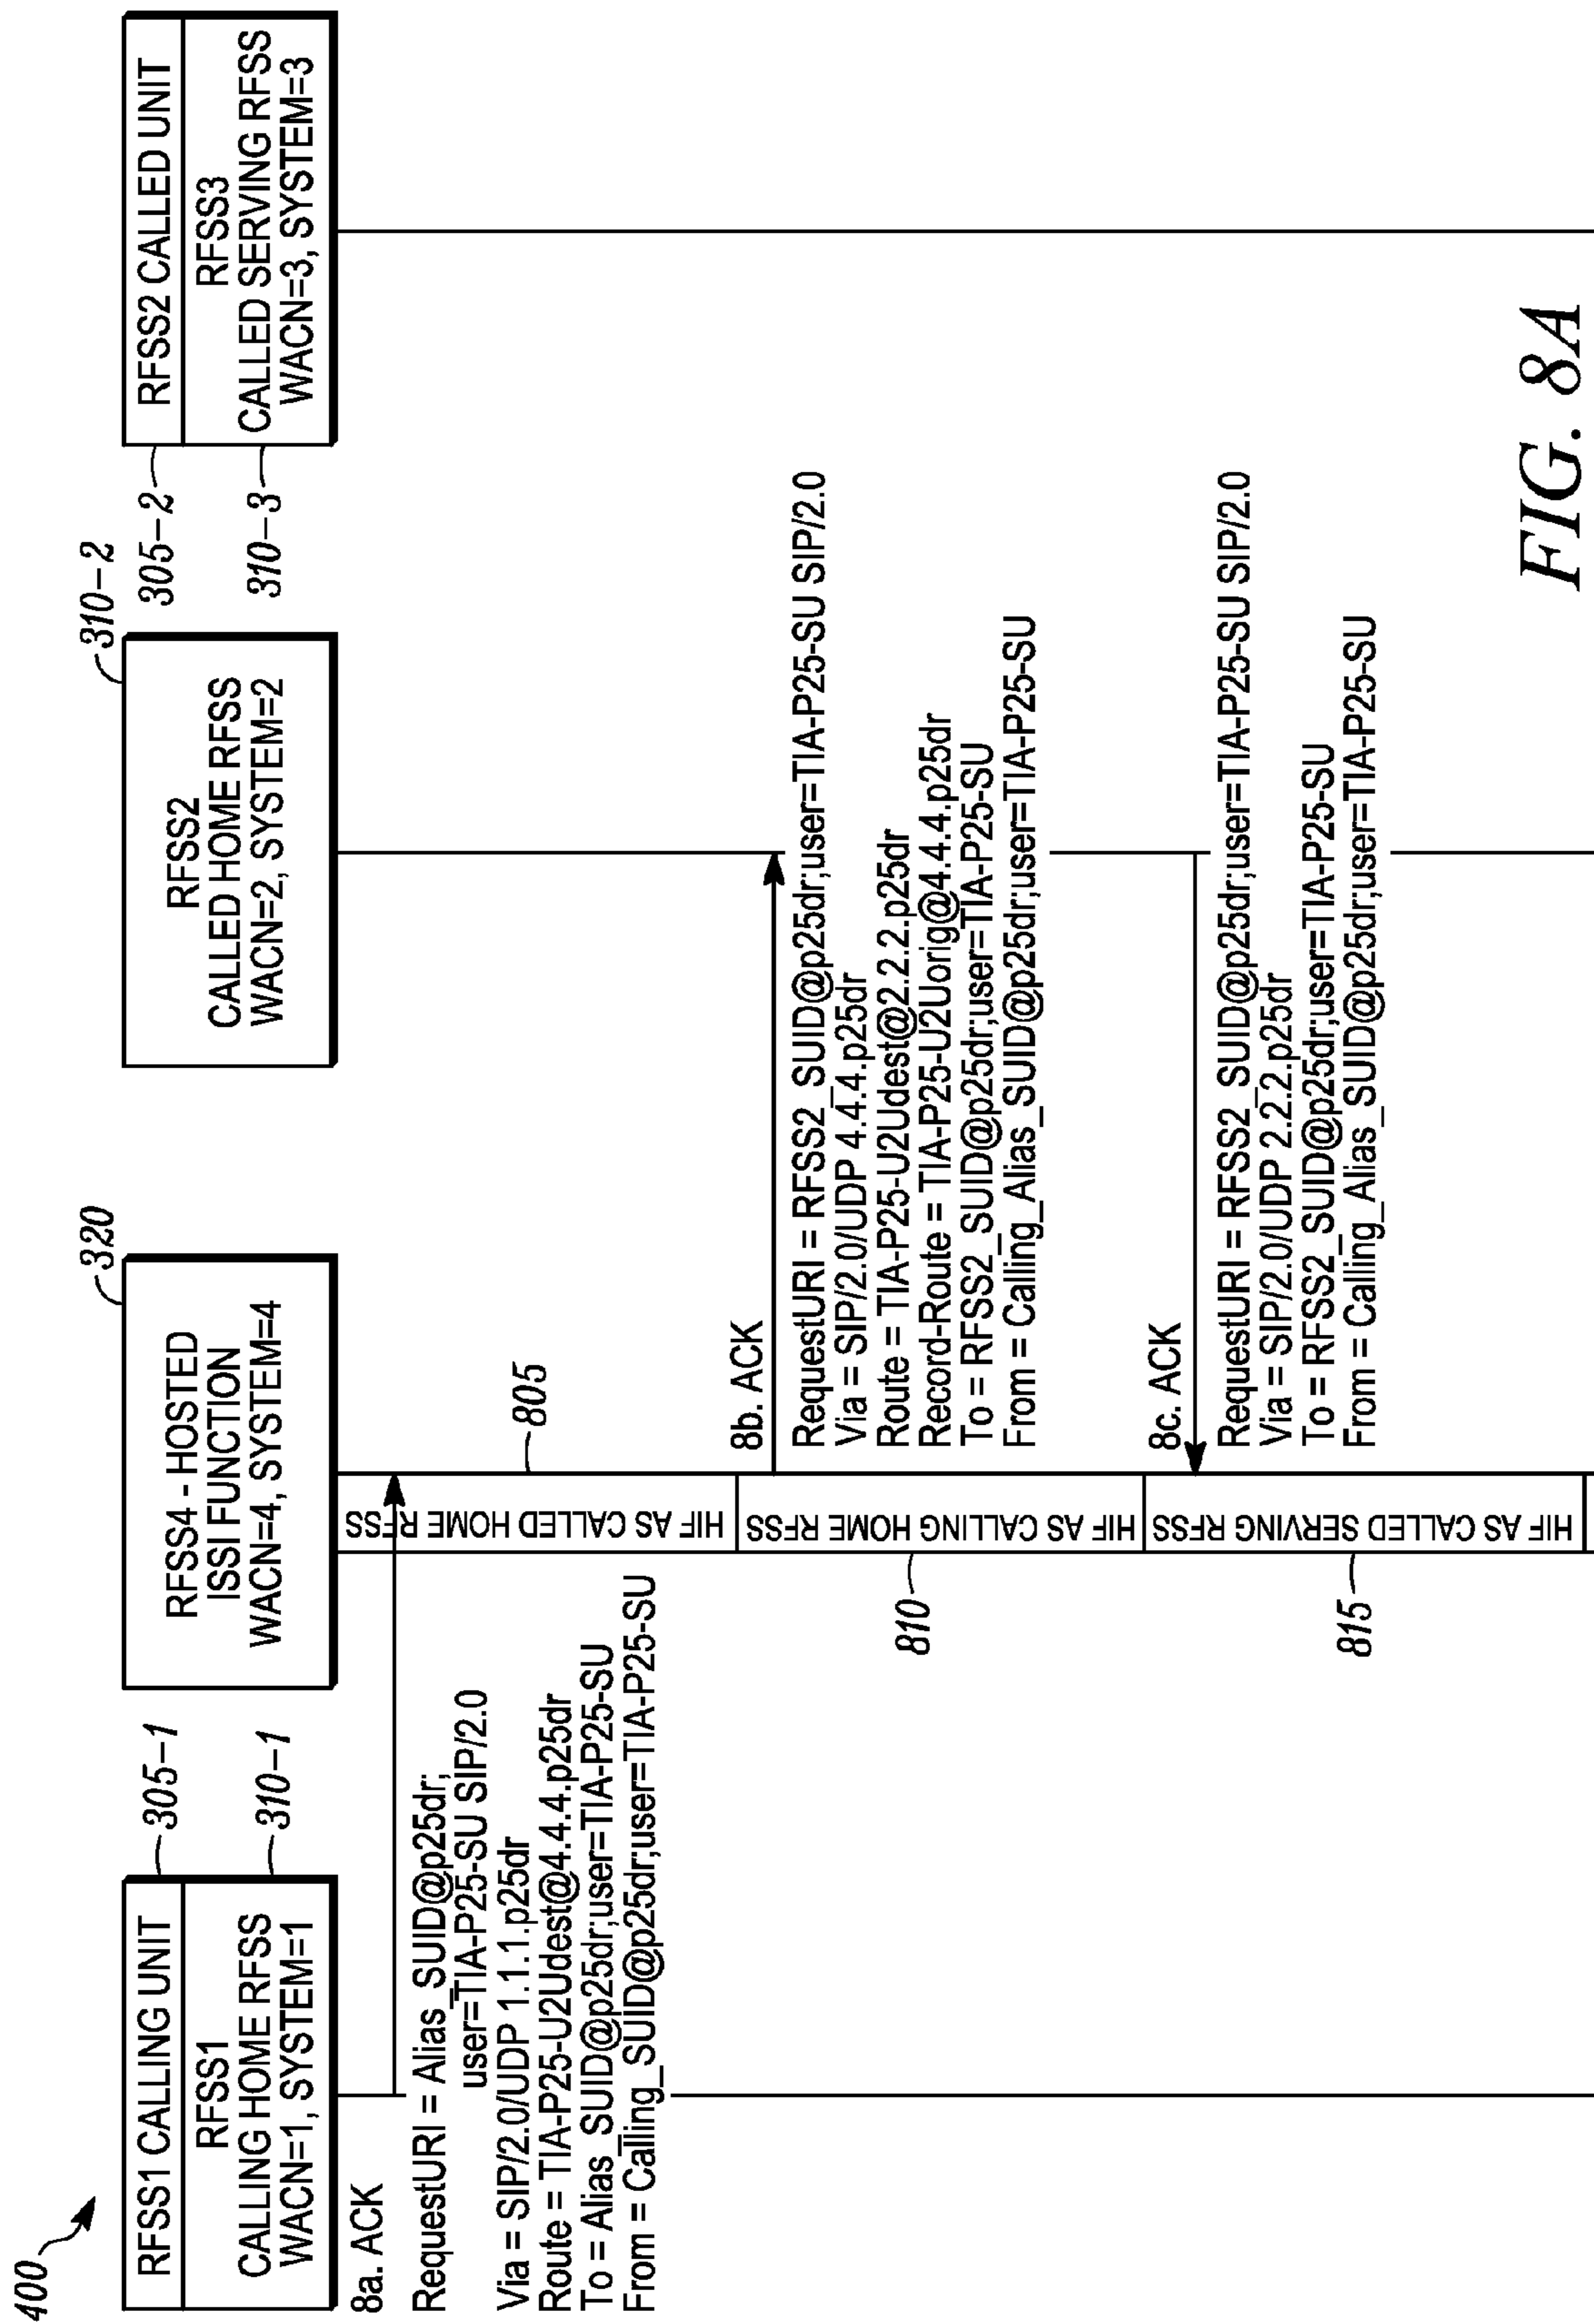 400
RFSS1 CALLING UNIT
305-1
RFSS1
CALLING HOME RFSS
WACN=1, SYSTEM=1
310-1
RFSS4 - HOSTED
ISSI FUNCTION
WACN=4, SYSTEM=4
320
RFSS2
CALLED HOME RFSS
WACN=2, SYSTEM=2
310-2
RFSS2 CALLED UNIT
305-2
RFSS3
CALLED SERVING RFSS
WACN=3, SYSTEM=3
310-3
8a. ACK
RequestURI = Alias_SUID@p25dr;
user=TIA-P25-SU SIP/2.0
Via = SIP/2.0/UDP 1.1.1.p25dr
Route = TIA-P25-U2Udest@4.4.4.p25dr
To = Alias_SUID@p25dr;user=TIA-P25-SU
From = Calling_SUID@p25dr;user=TIA-P25-SU
HIF AS CALLED HOME RFSS
805
8b. ACK
RequestURI = RFSS2_SUID@p25dr;user=TIA-P25-SU SIP/2.0
Via = SIP/2.0/UDP 4.4.4.p25dr
Route = TIA-P25-U2Udest@2.2.2.p25dr
Record-Route = TIA-P25-U2Uorig@4.4.4.p25dr
To = RFSS2_SUID@p25dr;user=TIA-P25-SU
From = Calling_Alias_SUID@p25dr;user=TIA-P25-SU
HIF AS CALLING HOME RFSS
810
8c. ACK
RequestURI = RFSS2_SUID@p25dr;user=TIA-P25-SU SIP/2.0
Via = SIP/2.0/UDP 2.2.2.p25dr
To = RFSS2_SUID@p25dr;user=TIA-P25-SU
From = Calling_Alias_SUID@p25dr;user=TIA-P25-SU
HIF AS CALLED SERVING RFSS
815
FIG. 8A